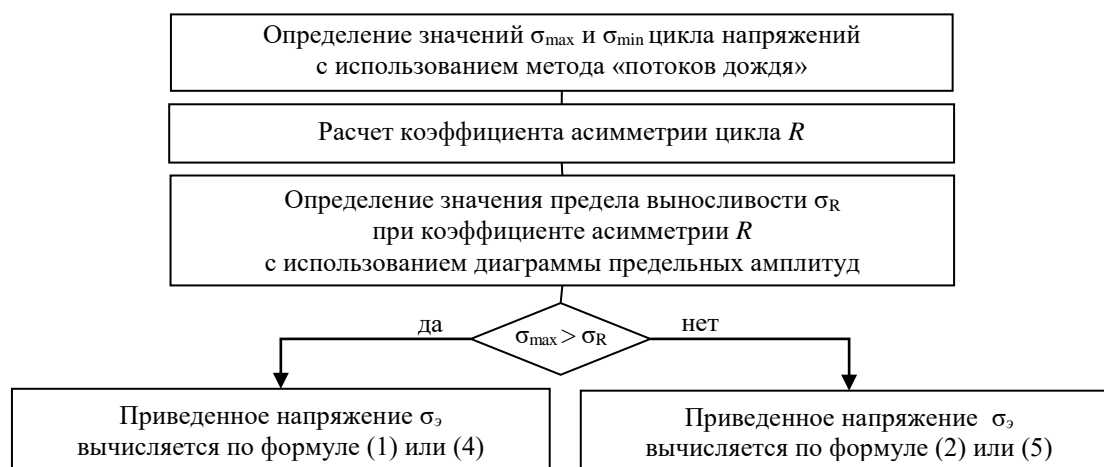 Определение значений σmax и σmin цикла напряжений
с использованием метода «потоков дождя»
Расчет коэффициента асимметрии цикла R
Определение значения предела выносливости σR
при коэффициенте асимметрии R
с использованием диаграммы предельных амплитуд
да
σmax > σR
нет
Приведенное напряжение σэ
вычисляется по формуле (1) или (4)
Приведенное напряжение σэ
вычисляется по формуле (2) или (5)